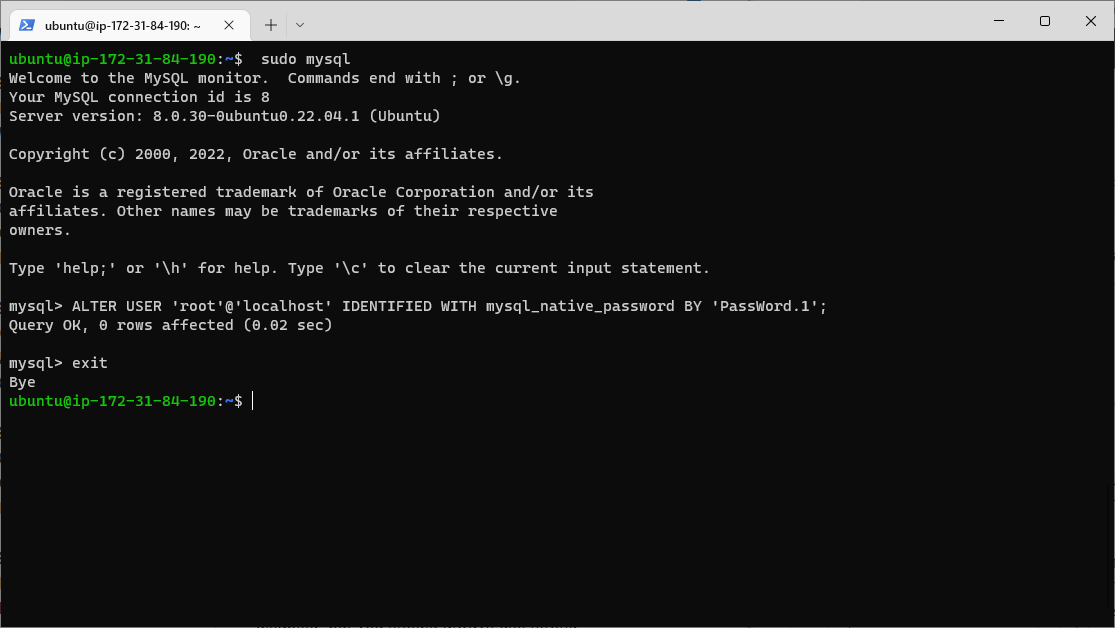 ubuntu@ip-172-31-84-190: ~
ubuntu@ip-172-31-84-190:~$  sudo mysql
Welcome to the MySQL monitor.  Commands end with ; or \g.
Your MySQL connection id is 8
Server version: 8.0.30-0ubuntu0.22.04.1 (Ubuntu)
Copyright (c) 2000, 2022, Oracle and/or its affiliates.
Oracle is a registered trademark of Oracle Corporation and/or its
affiliates. Other names may be trademarks of their respective
owners.
Type 'help;' or '\h' for help. Type '\c' to clear the current input statement.
mysql> ALTER USER 'root'@'localhost' IDENTIFIED WITH mysql_native_password BY 'PassWord.1';
Query OK, 0 rows affected (0.02 sec)
mysql> exit
Bye
ubuntu@ip-172-31-84-190:~$